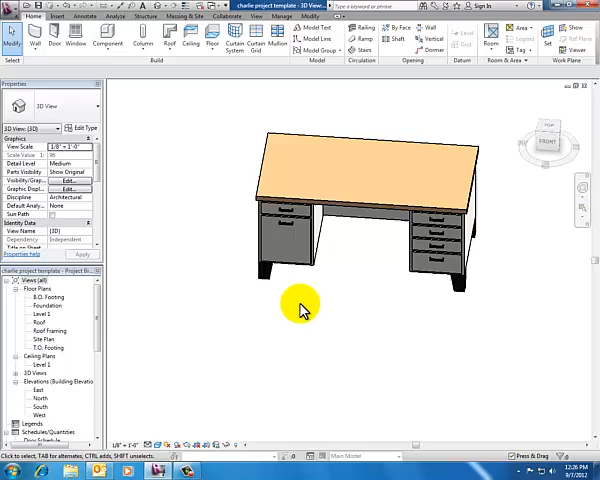 charlie project template - 3D View...
Sign In
Home Insert Annotate Structure Massing & Site Collaborate View Manage Modify
Modify Wall Door Window Component Column Roof Ceiling Floor Curtain System Curtain Grid Mullion
Model Text
Model Line
Model Group
Railing
Ramp
Stairs
By Face
Shaft
Wall
Vertical
Dormer
Datum
Room
Area
Tag
Set
Show
Ref Plane
Viewer
Select Build Model Circulation Opening Room & Area Work Plane
Properties
3D View
3D View: {3D} Edit Type
Graphics
View Scale 1/8" = 1'-0"
Scale Value 1: 96
Detail Level Medium
Parts Visibility Show Original
Visibility/Grap... Edit...
Graphic Displ... Edit...
Discipline Architectural
Default Analy... None
Sun Path
Identity Data
View Name {3D}
Dependency Independent
Title on Sheet
Properties help Apply
charlie project template - Project B...
Views (all)
Floor Plans
B.O. Footing
Foundation
Level 1
Roof
Roof Framing
Site Plan
T.O. Footing
Ceiling Plans
Level 1
3D Views
Elevations (Building Elevation
East
North
South
West
Legends
Schedules/Quantities
Door Schedule
TOP
FRONT
1/8" = 1'-0"
Click to select, TAB for alternates, CTRL adds, SHIFT unselects.
:0
Main Model
Press & Drag
:0
12:26 PM
9/7/2012